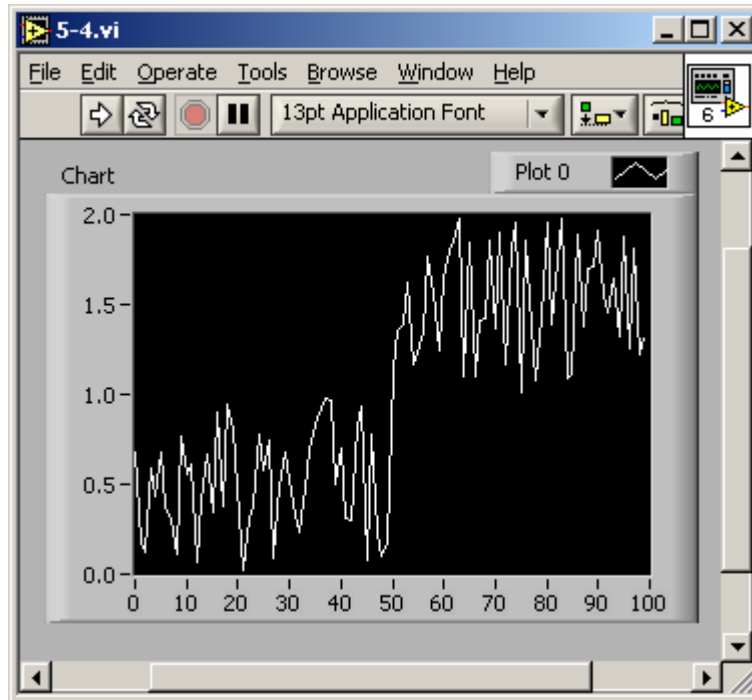 5-4.vi
File Edit Operate Tools Browse Window Help
13pt Application Font
6
Chart
Plot 0
2.0
1.5
1.0
0.5
0.0
0 10 20 30 40 50 60 70 80 90 100